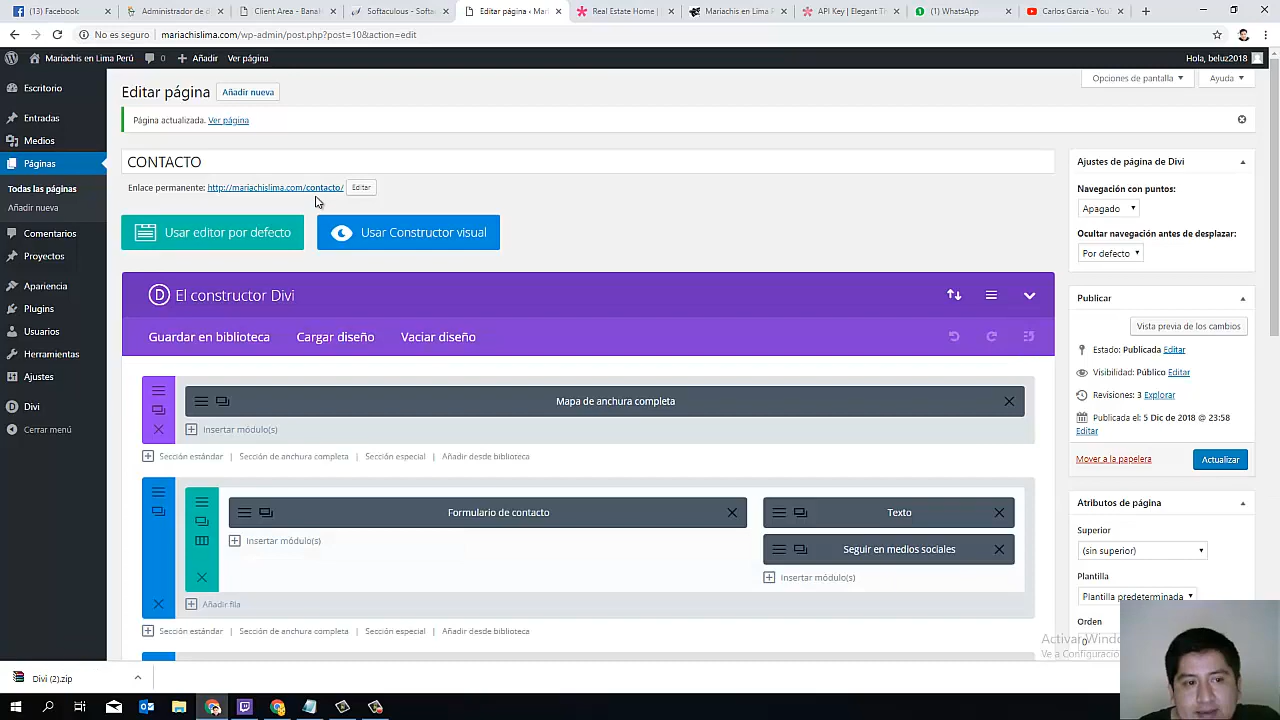 (13) Facebook
Administrador de d
Client Area - Banah
Softaculous - Softa
Editar página ‹ Mari
Real Estate Home |
Mariachis en Lima P
API Key | Elegant T
(1) WhatsApp
Carlos Garcia - YouT
No es seguro | mariachislima.com/wp-admin/post.php?post=10&action=edit
Mariachis en Lima Perú
0
Añadir
Ver página
Hola, beluz2018
Escritorio
Entradas
Medios
Páginas
Todas las páginas
Añadir nueva
Comentarios
Proyectos
Apariencia
Plugins
Usuarios
Herramientas
Ajustes
Divi
Cerrar menú
Opciones de pantalla
Ayuda
Editar página
Añadir nueva
Página actualizada. Ver página
CONTACTO
Enlace permanente: http://mariachislima.com/contacto/ Editar
Usar editor por defecto
Usar Constructor visual
D El constructor Divi
Guardar en biblioteca
Cargar diseño
Vaciar diseño
Mapa de anchura completa
Insertar módulo(s)
Sección estándar | Sección de anchura completa | Sección especial | Añadir desde biblioteca
Formulario de contacto
Insertar módulo(s)
Texto
Seguir en medios sociales
Insertar módulo(s)
Añadir fila
Sección estándar | Sección de anchura completa | Sección especial | Añadir desde biblioteca
Ajustes de página de Divi
Navegación con puntos:
Apagado
Ocultar navegación antes de desplazar:
Por defecto
Publicar
Vista previa de los cambios
Estado: Publicada Editar
Visibilidad: Público Editar
Revisiones: 3 Explorar
Publicada el: 5 Dic de 2018 @ 23:58
Editar
Mover a la papelera
Actualizar
Atributos de página
Superior
(sin superior)
Plantilla
Plantilla predeterminada
Orden
0
Activar Windo
Ve a Configuració
Divi (2).zip